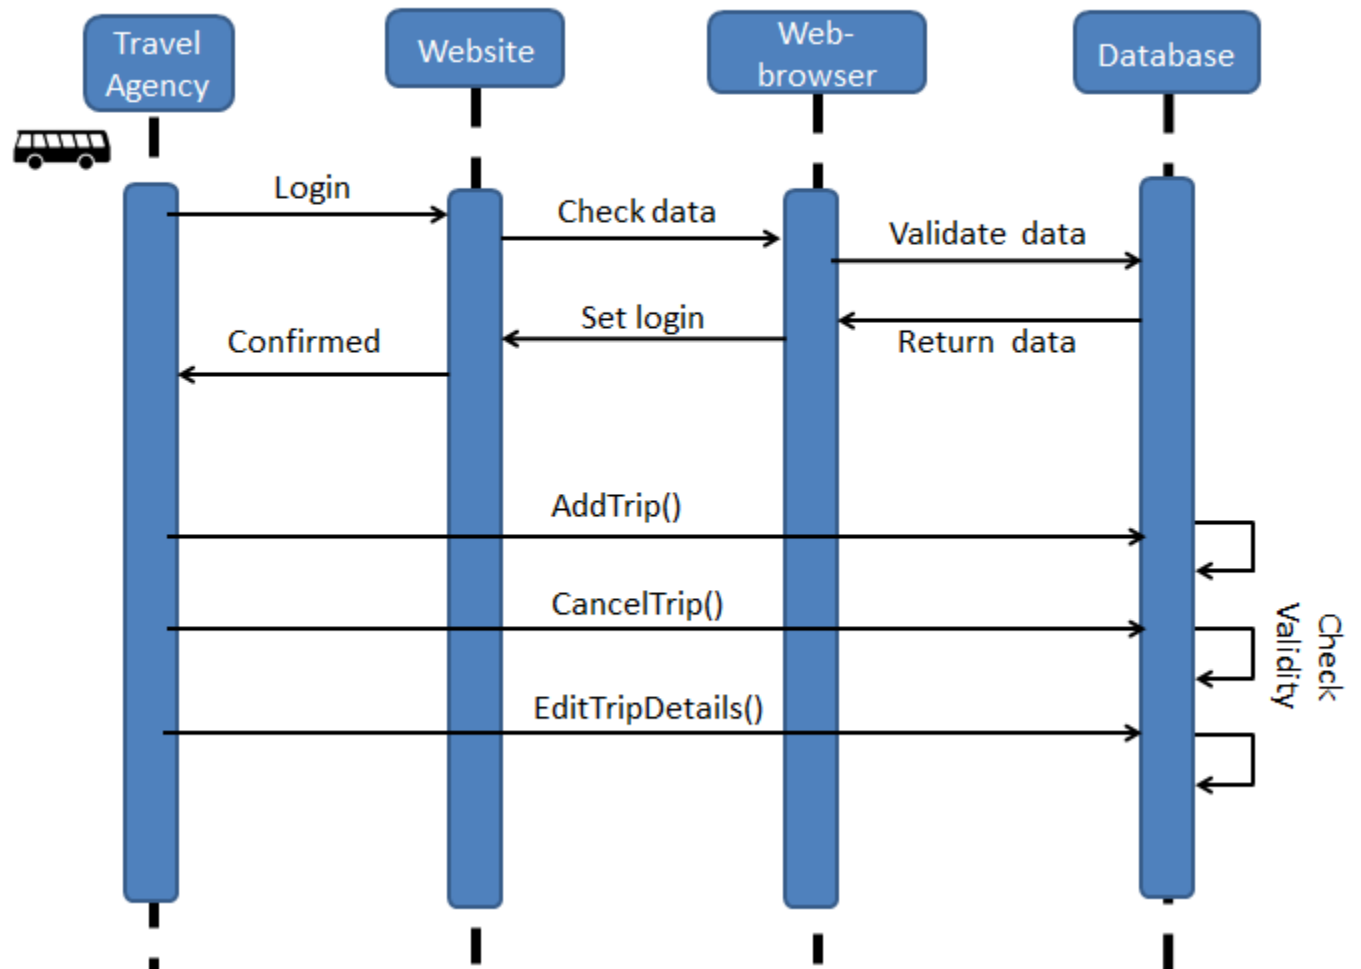 Travel
Agency
Website
Web-
browser
Database
Login
Check data
Validate data
Set login
Return data
Confirmed
AddTrip()
CancelTrip()
Check
Validity
EditTripDetails()